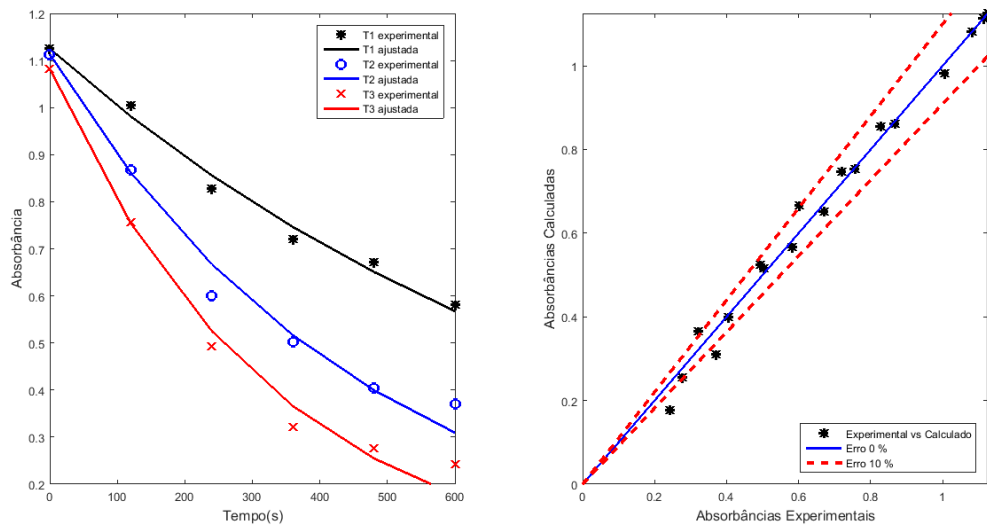 1.2
1.1
1
0.9
0.8
0.7
0.6
0.5
0.4
0.3
0.2
Absorbância
0 100 200 300 400 500 600
Tempo(s)
T1 experimental
T1 ajustada
T2 experimental
T2 ajustada
T3 experimental
T3 ajustada
1
0.8
0.6
0.4
0.2
0
Absorbâncias Calculadas
0 0.2 0.4 0.6 0.8 1
Absorbâncias Experimentais
Experimental vs Calculado
Erro 0 %
Erro 10 %